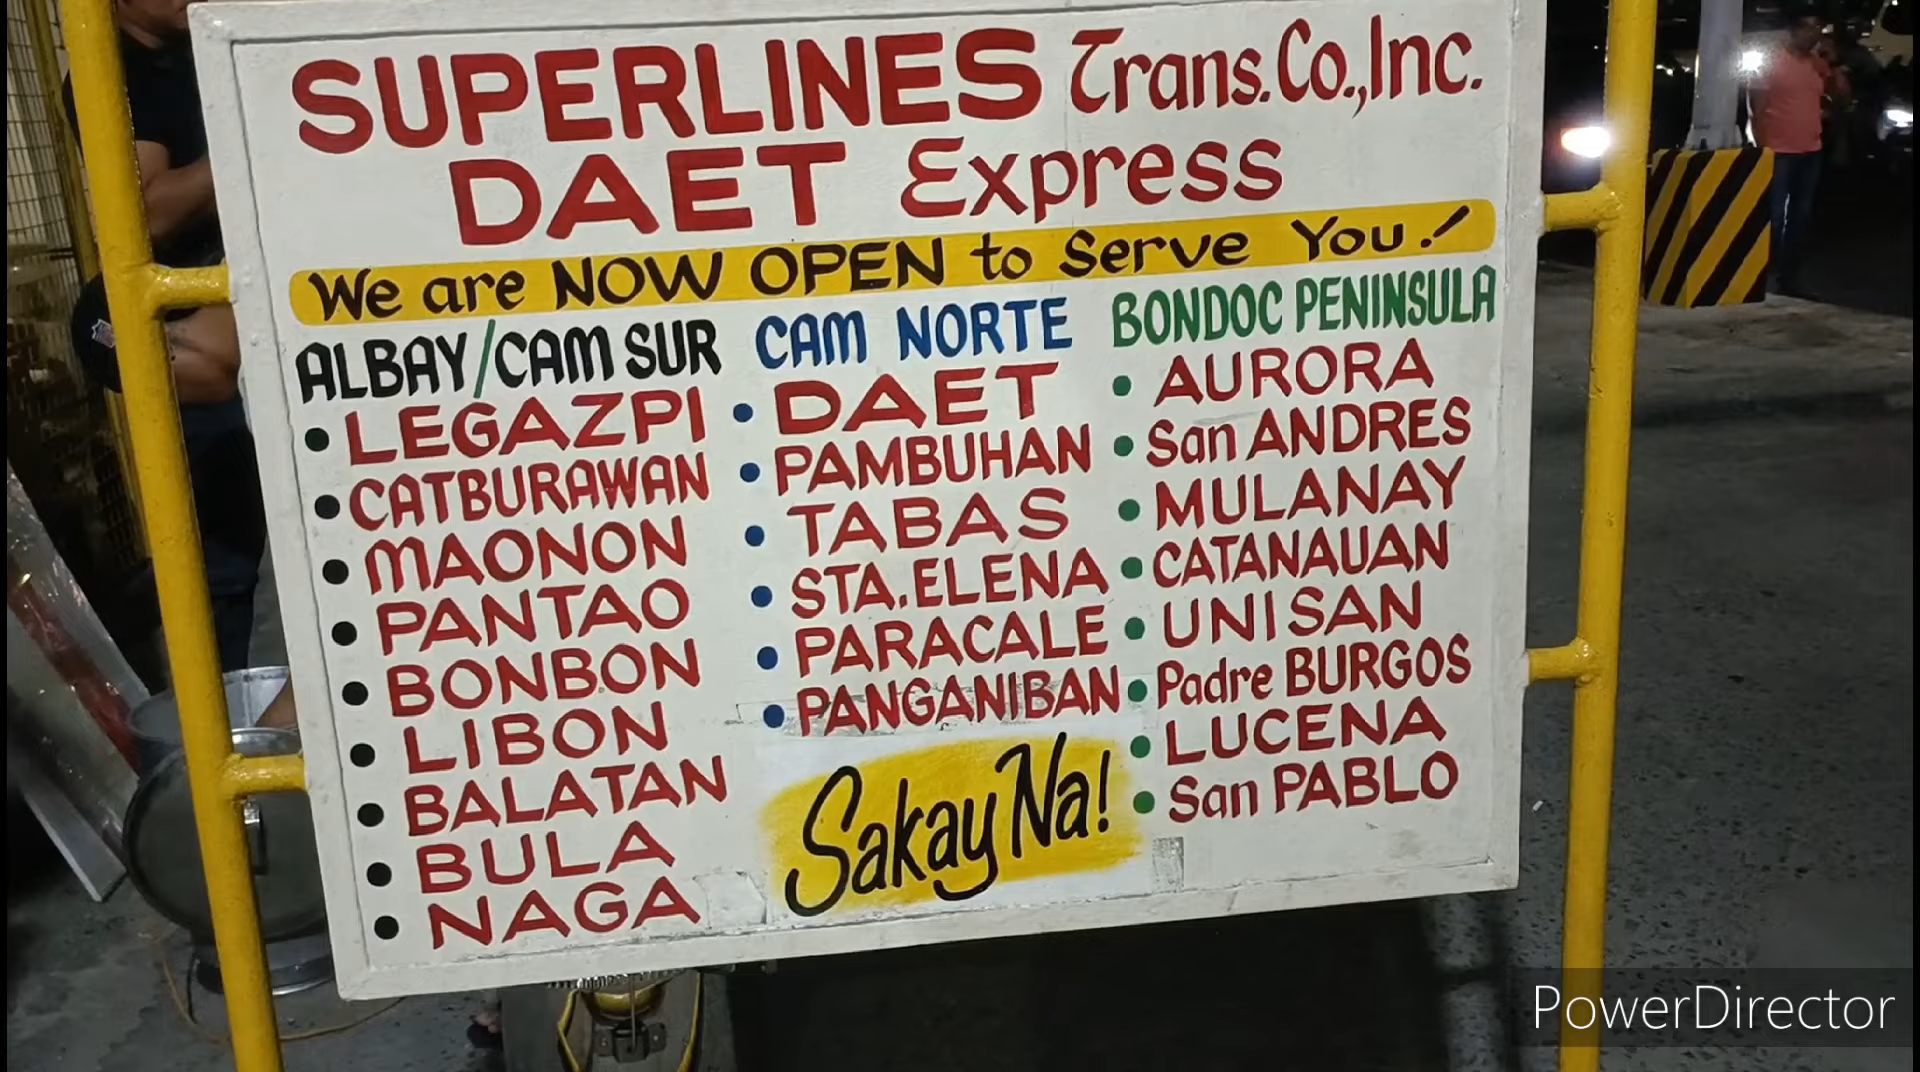 SUPERLINES Trans.Co.,Inc.
DAET Express
We are NOW OPEN to Serve You!
ALBAY/CAM SUR
• LEGAZPI
• CATBURAWAN
• MAONON
• PANTAO
• BONBON
• LIBON
• BALATAN
• BULA
• NAGA
CAM NORTE
• DAET
• PAMBUHAN
• TABAS
• STA.ELENA
• PARACALE
• PANGANIBAN
Sakay Na!
BONDOC PENINSULA
• AURORA
• San ANDRES
• MULANAY
• CATANAUAN
• UNISAN
• Padre BURGOS
• LUCENA
• San PABLO
PowerDirector